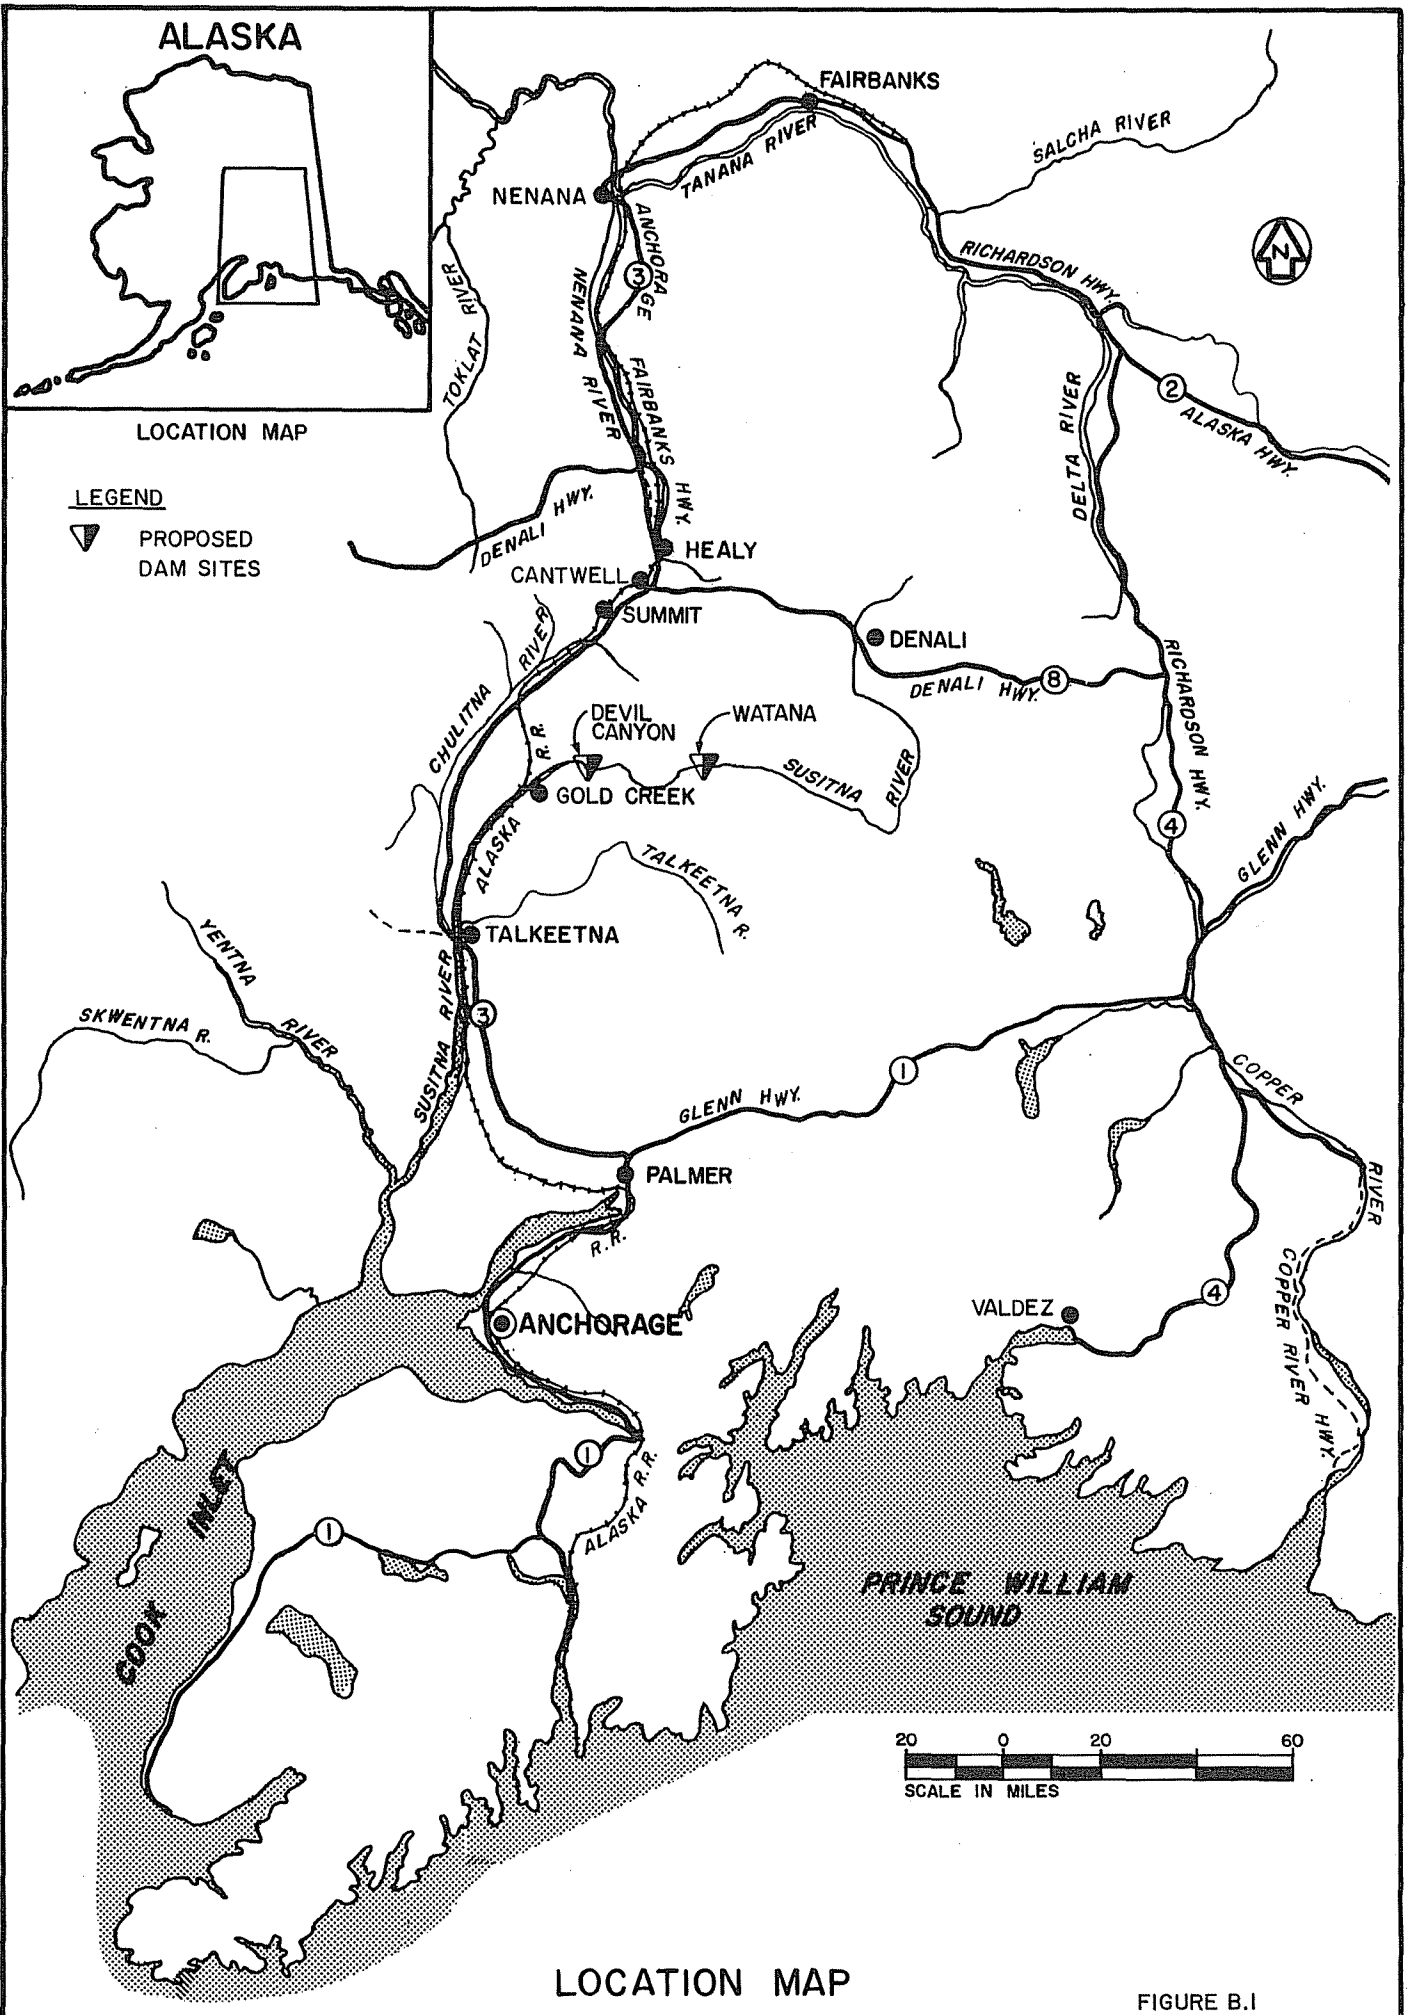 ALASKA
LOCATION MAP
LEGEND
PROPOSED
DAM SITES
FAIRBANKS
TANANA RIVER
SALCHA RIVER
NENANA
ANCHORAGE
3
N
RICHARDSON HWY.
NENANA RIVER
TOKLAT RIVER
FAIRBANKS
HWY.
2
ALASKA HWY.
DELTA RIVER
DENALI HWY.
HEALY
CANTWELL
SUMMIT
DENALI
DENALI HWY.
8
RICHARDSON HWY.
CHULITNA RIVER
R.R.
DEVIL
CANYON
WATANA
SUSITNA RIVER
GOLD CREEK
4
GLENN HWY.
ALASKA
TALKEETNA R.
TALKEETNA
YENTNA RIVER
SKWENTNA R.
SUSITNA RIVER
3
1
GLENN HWY.
COPPER RIVER
PALMER
R.R.
COPPER RIVER HWY.
VALDEZ
4
ANCHORAGE
1
ALASKA R.R.
1
COOK INLET
PRINCE WILLIAM
SOUND
20 0 20 60
SCALE IN MILES
LOCATION MAP
FIGURE B.1